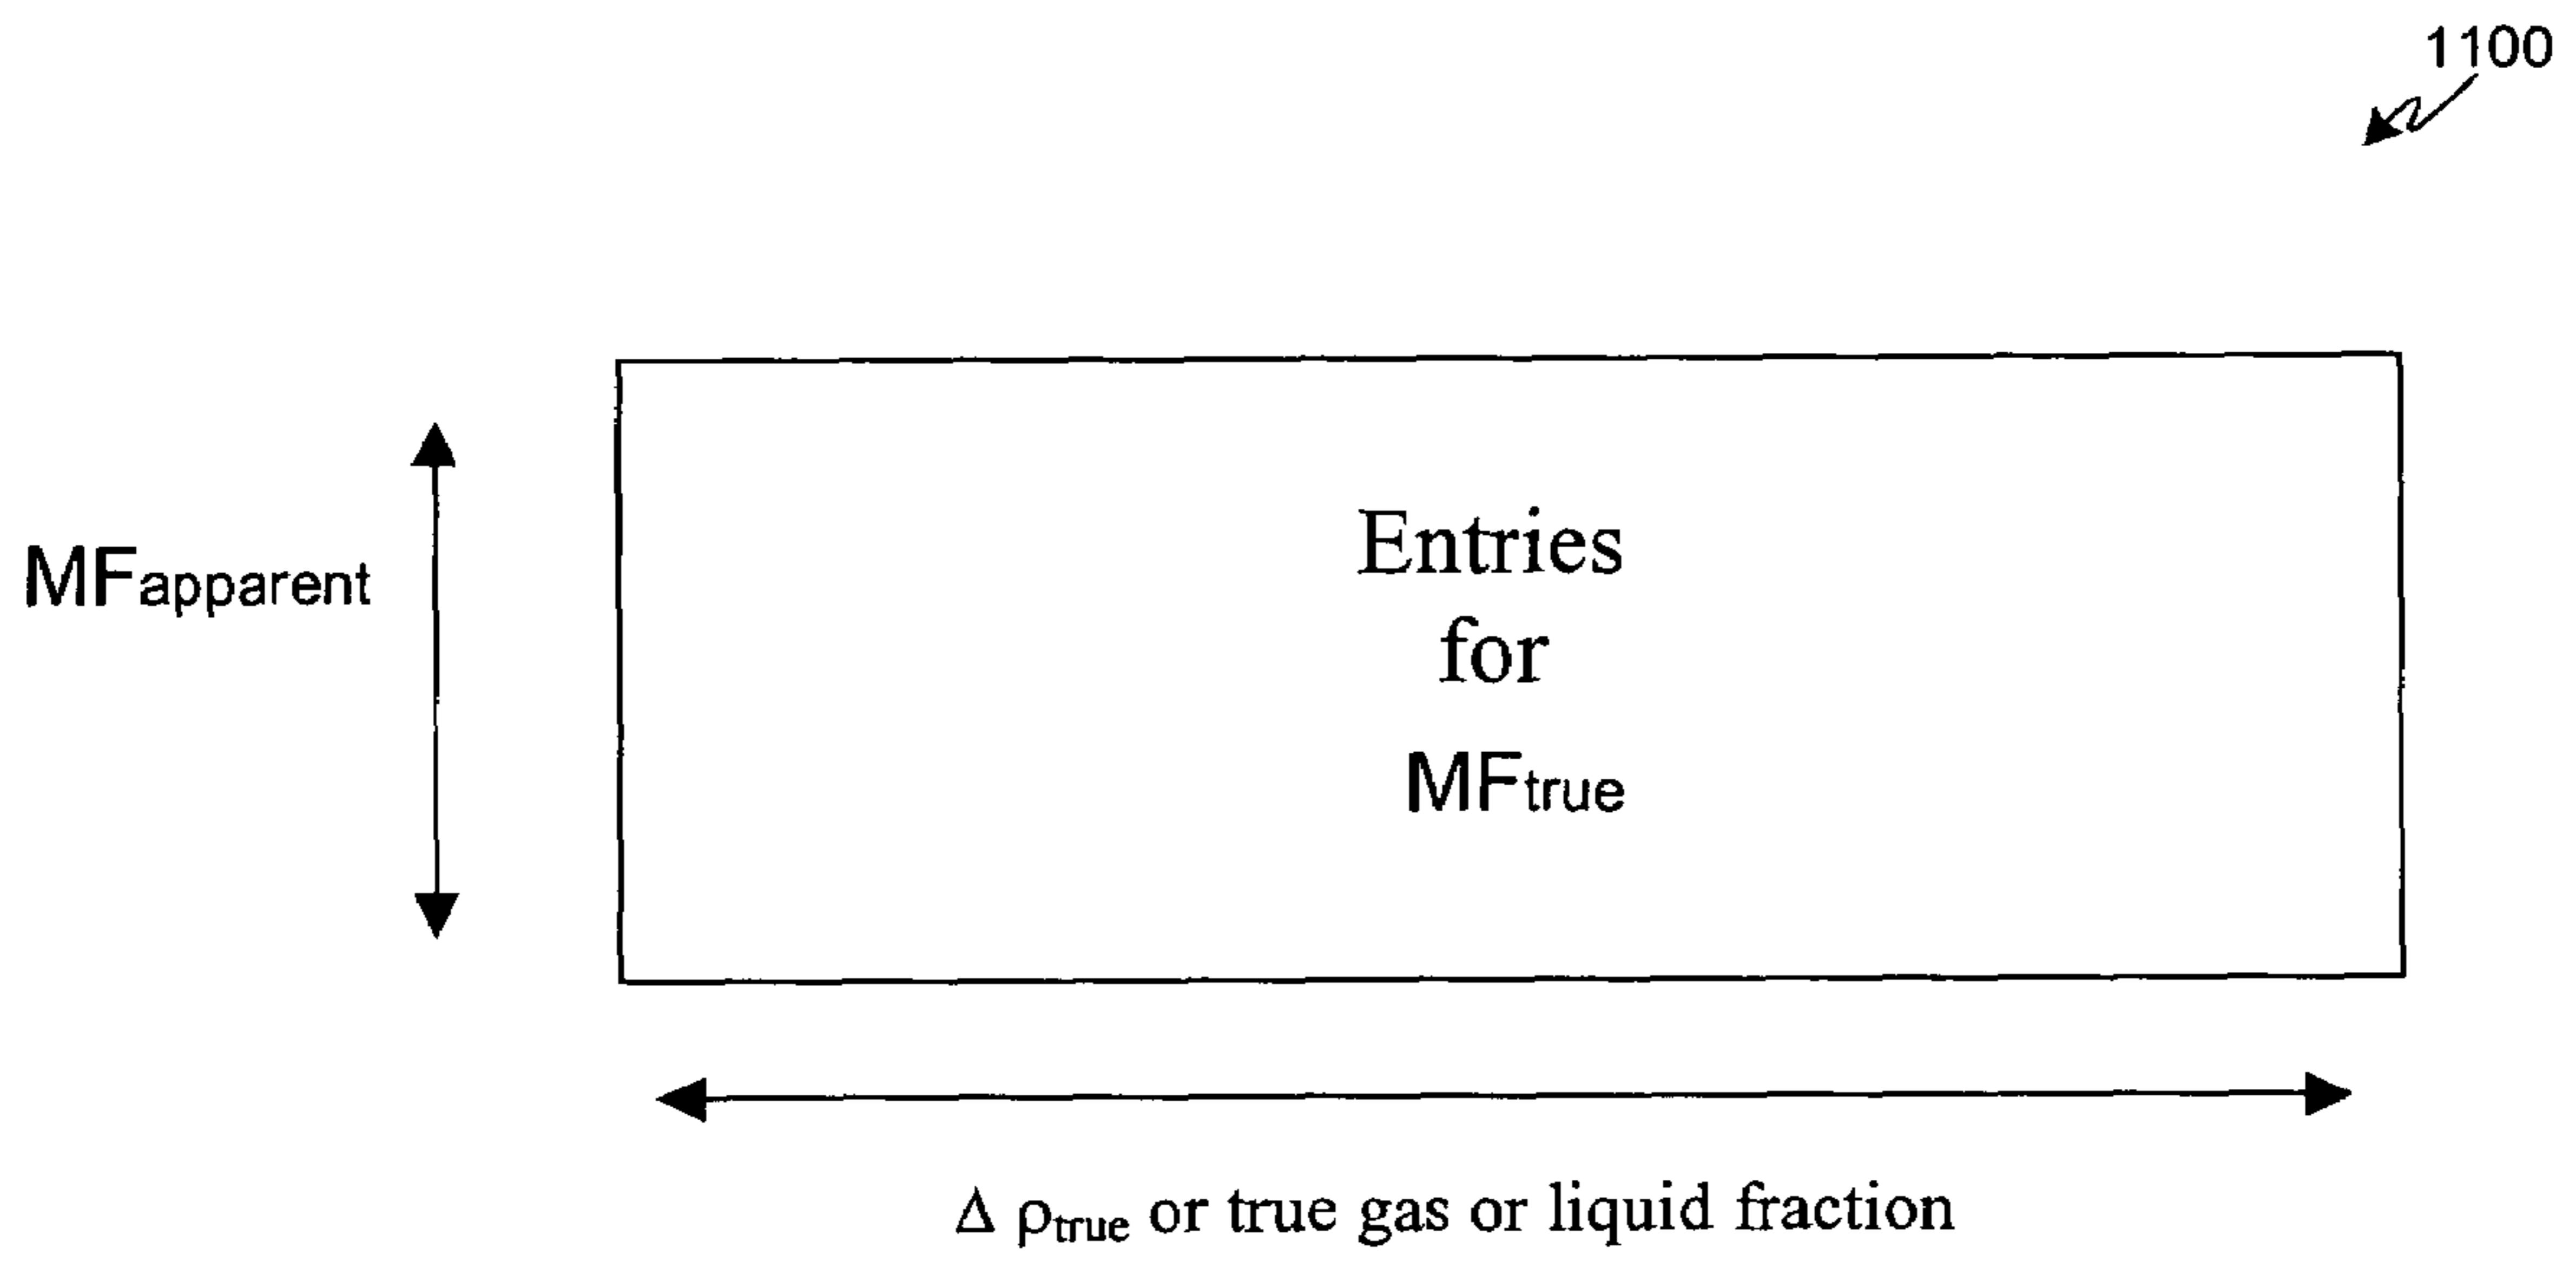 1100
Entries
for
MFtrue
MFapparent
Δ ρtrue or true gas or liquid fraction